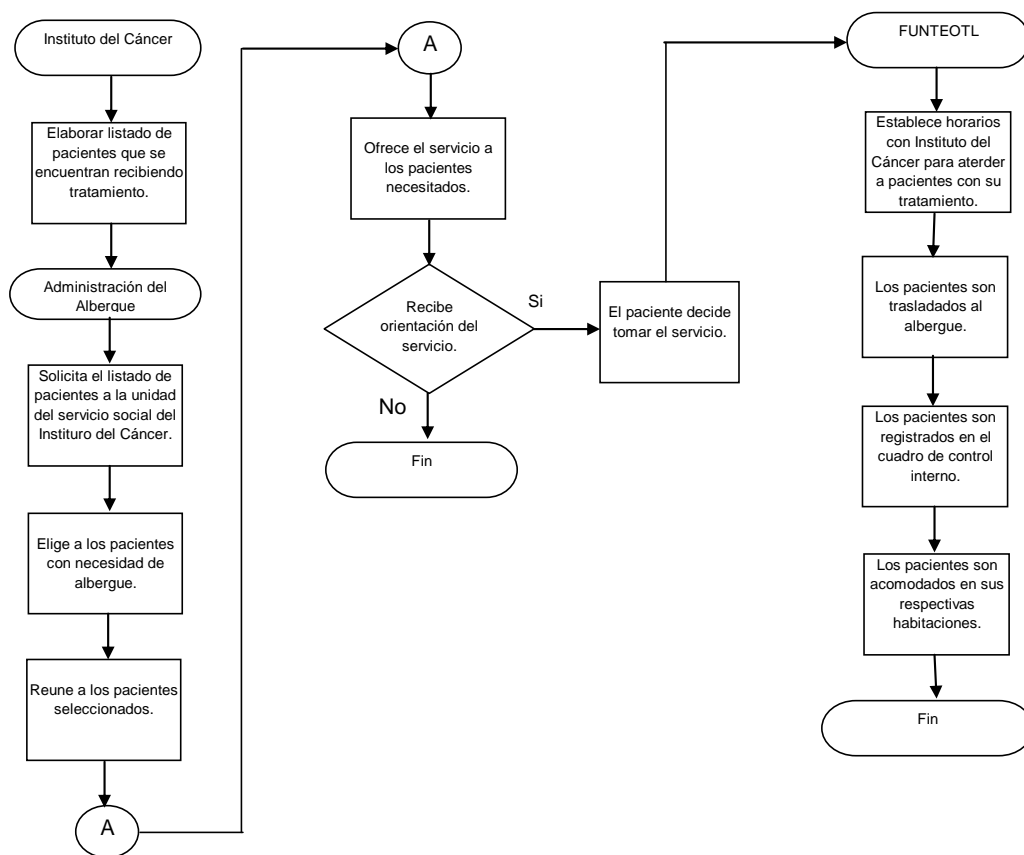 Instituto del Cáncer
Elaborar listado de
pacientes que se
encuentran recibiendo
tratamiento.
Administración del
Albergue
Solicita el listado de
pacientes a la unidad
del servicio social del
Instituro del Cáncer.
Elige a los pacientes
con necesidad de
albergue.
Reune a los pacientes
seleccionados.
A
A
Ofrece el servicio a
los pacientes
necesitados.
Recibe
orientación del
servicio.
Si
No
Fin
El paciente decide
tomar el servicio.
FUNTEOTL
Establece horarios
con Instituto del
Cáncer para aterder
a pacientes con su
tratamiento.
Los pacientes son
trasladados al
albergue.
Los pacientes son
registrados en el
cuadro de control
interno.
Los pacientes son
acomodados en sus
respectivas
habitaciones.
Fin